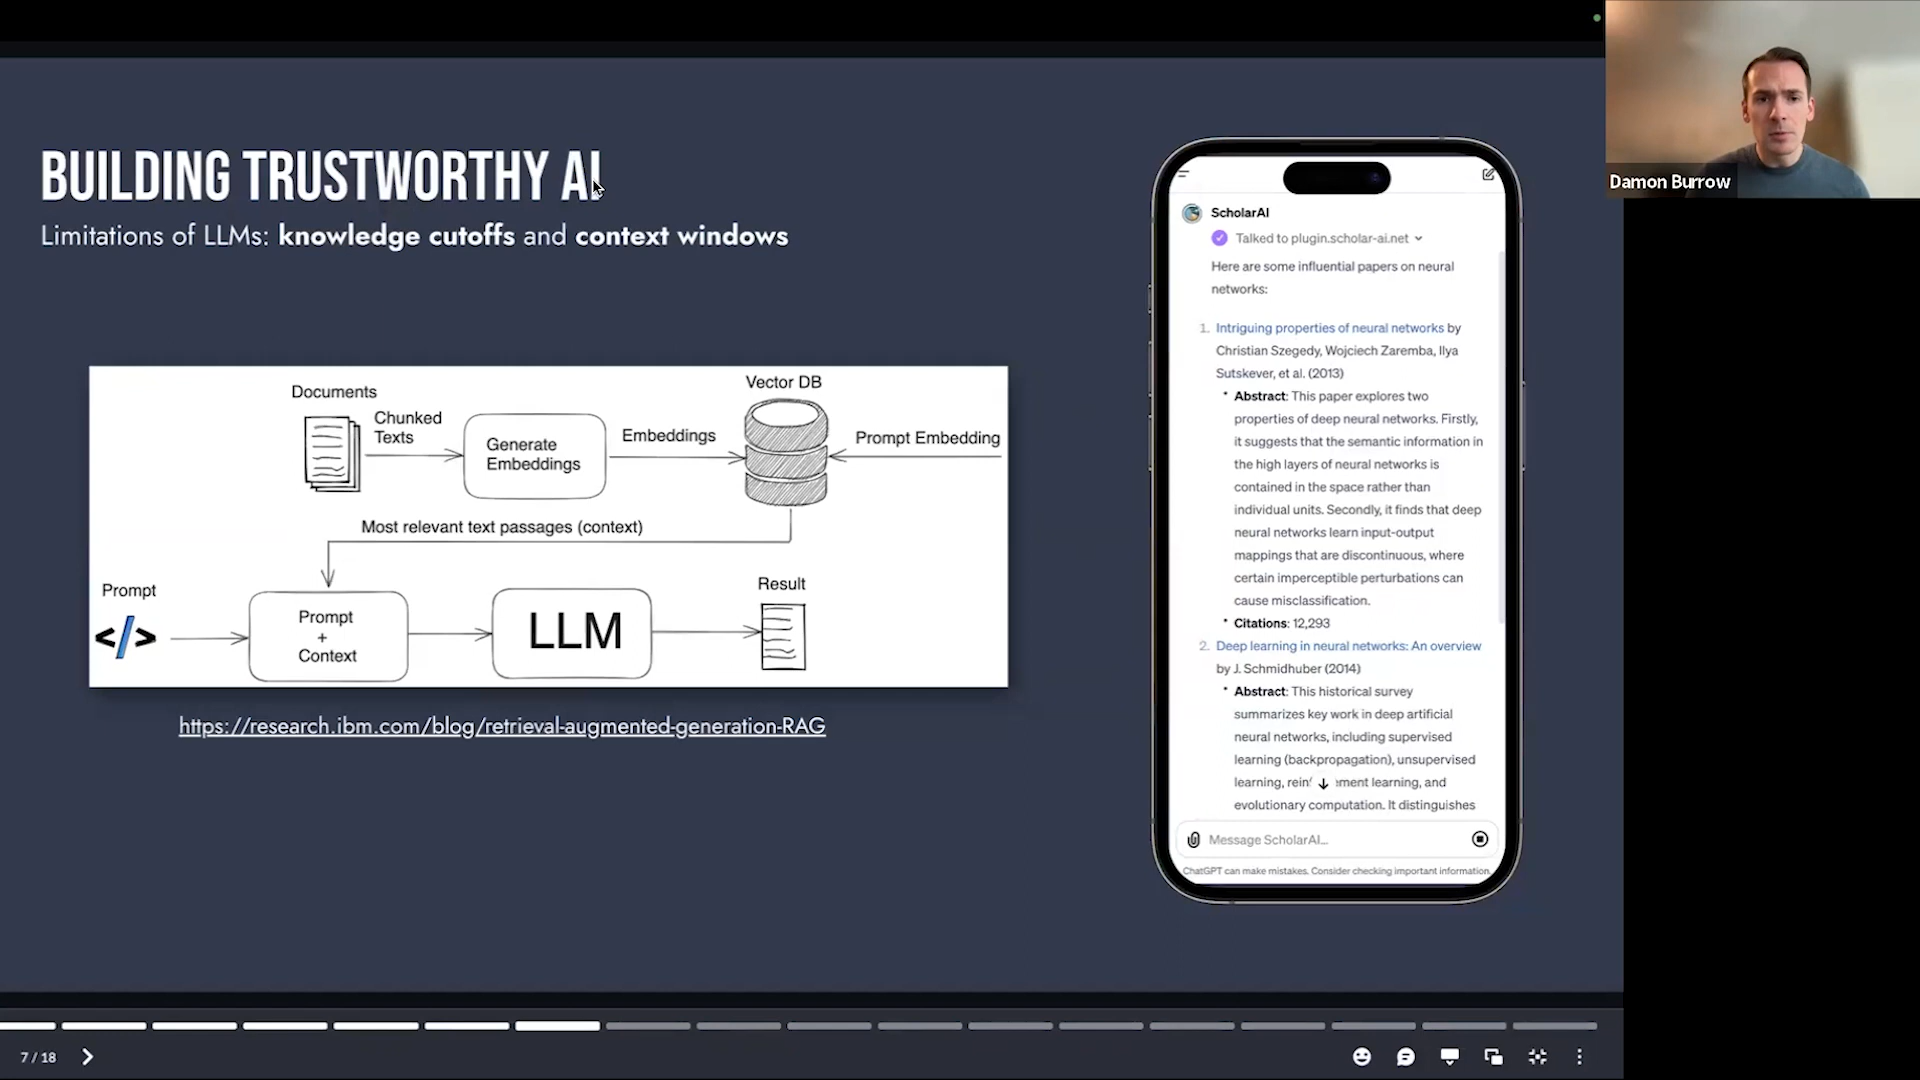 BUILDING TRUSTWORTHY AI
Limitations of LLMs: knowledge cutoffs and context windows
Documents
Chunked
Texts
Generate
Embeddings
Embeddings
Vector DB
Prompt Embedding
Most relevant text passages (context)
Prompt
</>
Prompt
+
Context
LLM
Result
https://research.ibm.com/blog/retrieval-augmented-generation-RAG
ScholarAI
Talked to plugin.scholar-ai.net
Here are some influential papers on neural
networks:
1. Intriguing properties of neural networks by
Christian Szegedy, Wojciech Zaremba, Ilya
Sutskever, et al. (2013)
• Abstract: This paper explores two
properties of deep neural networks. Firstly,
it suggests that the semantic information in
the high layers of neural networks is
contained in the space rather than
individual units. Secondly, it finds that deep
neural networks learn input-output
mappings that are discontinuous, where
certain imperceptible perturbations can
cause misclassification.
• Citations: 12,293
2. Deep learning in neural networks: An overview
by J. Schmidhuber (2014)
• Abstract: This historical survey
summarizes key work in deep artificial
neural networks, including supervised
learning (backpropagation), unsupervised
learning, learning, and
evolutionary computation. It distinguishes
Message ScholarAI...
ChatGPT can make mistakes. Consider checking important information.
Damon Burrow
7 / 18